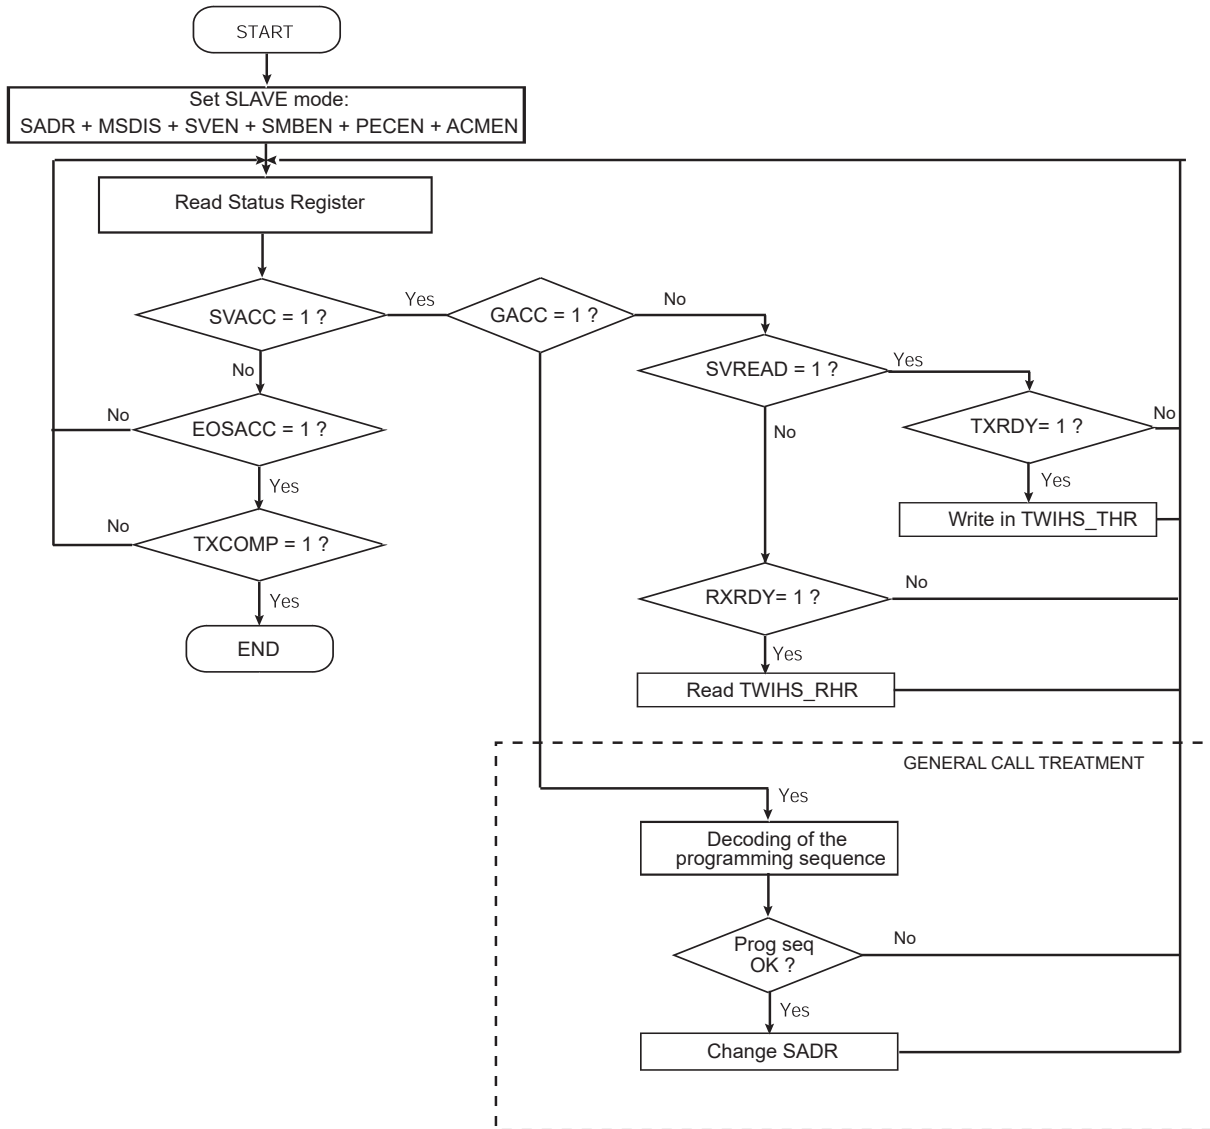 START
Set SLAVE mode:
SADR + MSDIS + SVEN + SMBEN + PECEN + ACMEN
Read Status Register
SVACC = 1 ?
Yes
GACC = 1 ?
No
No
SVREAD = 1 ?
Yes
EOSACC = 1 ?
No
No
TXRDY= 1 ?
No
Yes
Yes
Write in TWIHS_THR
TXCOMP = 1 ?
No
Yes
RXRDY= 1 ?
No
END
Yes
Read TWIHS_RHR
GENERAL CALL TREATMENT
Yes
Decoding of the
programming sequence
Prog seq
OK ?
No
Yes
Change SADR